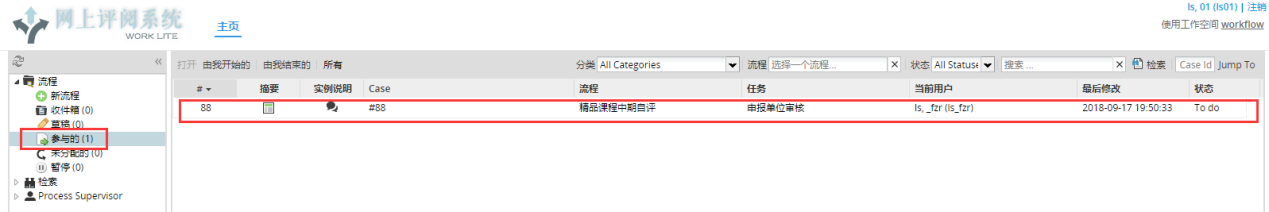 ls, 01 (ls01) | 注销
网上评阅系统
WORK LITE
主页
使用工作空间 workflow
打开 由我开始的 由我结束的 所有 分类 All Categories 流程 选择一个流程... X 状态 All Statuse 搜索 ... X 检索 Case Id Jump To
流程
新流程
收件箱 (0)
草稿 (0)
参与的 (1)
未分配的 (0)
暂停 (0)
检索
Process Supervisor
# 摘要 实例说明 Case 流程 任务 当前用户 最后修改 状态
88 #88 精品课程中期自评 申报单位审核 ls, _fzr (ls_fzr) 2018-09-17 19:50:33 To do